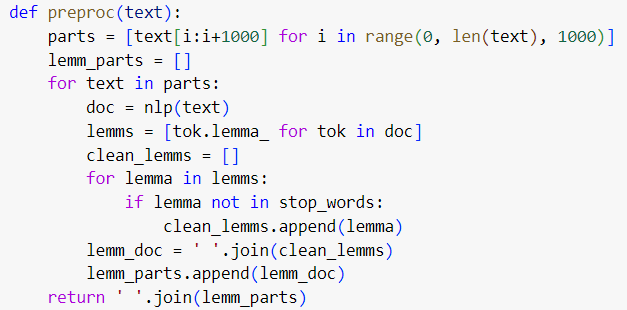 def preproc(text):
    parts = [text[i:i+1000] for i in range(0, len(text), 1000)]
    lemm_parts = []
    for text in parts:
        doc = nlp(text)
        lemms = [tok.lemma_ for tok in doc]
        clean_lemms = []
        for lemma in lemms:
            if lemma not in stop_words:
                clean_lemms.append(lemma)
        lemm_doc = ' '.join(clean_lemms)
        lemm_parts.append(lemm_doc)
    return ' '.join(lemm_parts)